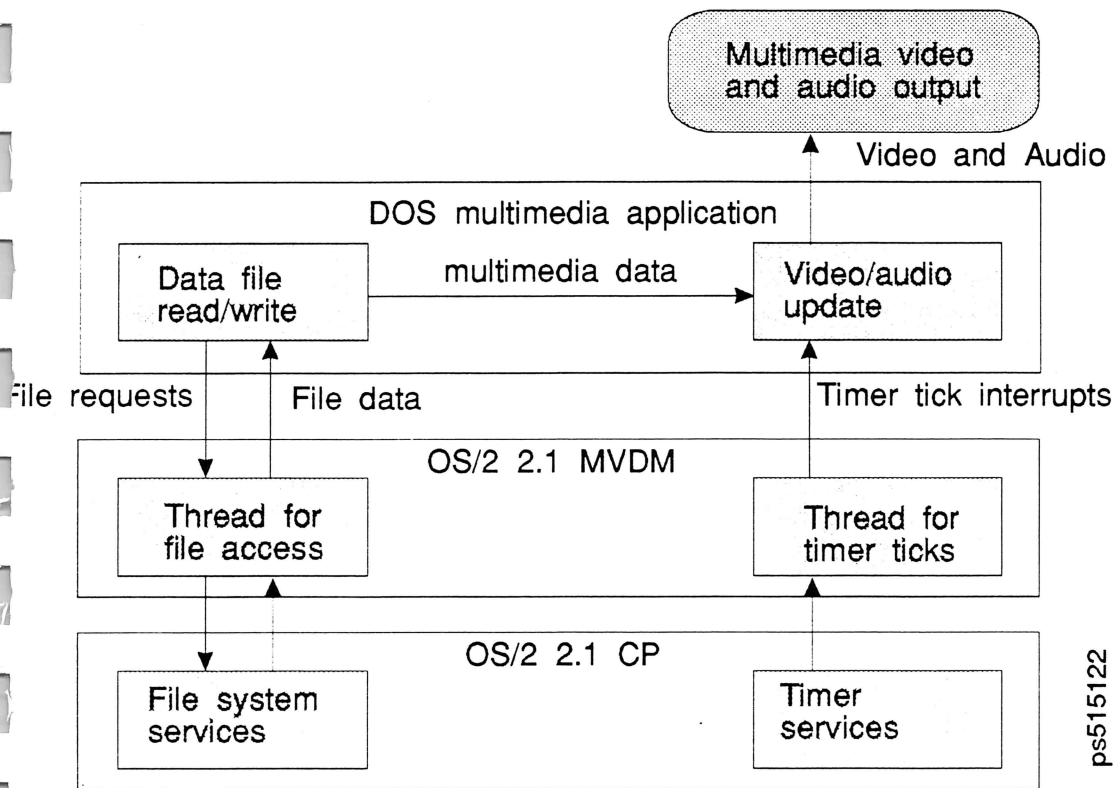 Multimedia video
and audio output
Video and Audio
DOS multimedia application
Data file
read/write
multimedia data
Video/audio
update
File requests
File data
Timer tick interrupts
OS/2 2.1 MVDM
Thread for
file access
Thread for
timer ticks
OS/2 2.1 CP
File system
services
Timer
services
ps515122